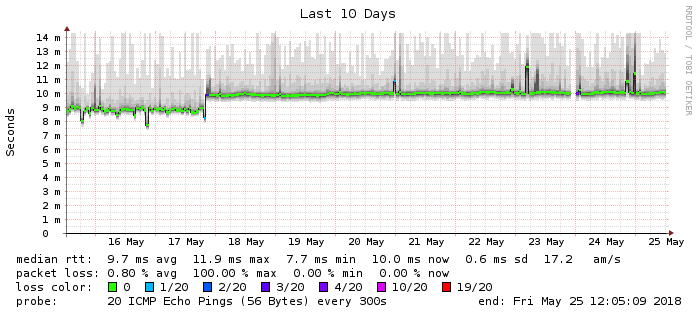 Last 10 Days
RRDTOOL / TOBI OETIKER
Seconds
14 m
13 m
12 m
11 m
10 m
9 m
8 m
7 m
6 m
5 m
4 m
3 m
2 m
1 m
0
16 May 17 May 18 May 19 May 20 May 21 May 22 May 23 May 24 May 25 May
median rtt: 9.7 ms avg 11.9 ms max 7.7 ms min 10.0 ms now 0.6 ms sd 17.2 am/s
packet loss: 0.80 % avg 100.00 % max 0.00 % min 0.00 % now
loss color: 0 1/20 2/20 3/20 4/20 10/20 19/20
probe: 20 ICMP Echo Pings (56 Bytes) every 300s end: Fri May 25 12:05:09 2018